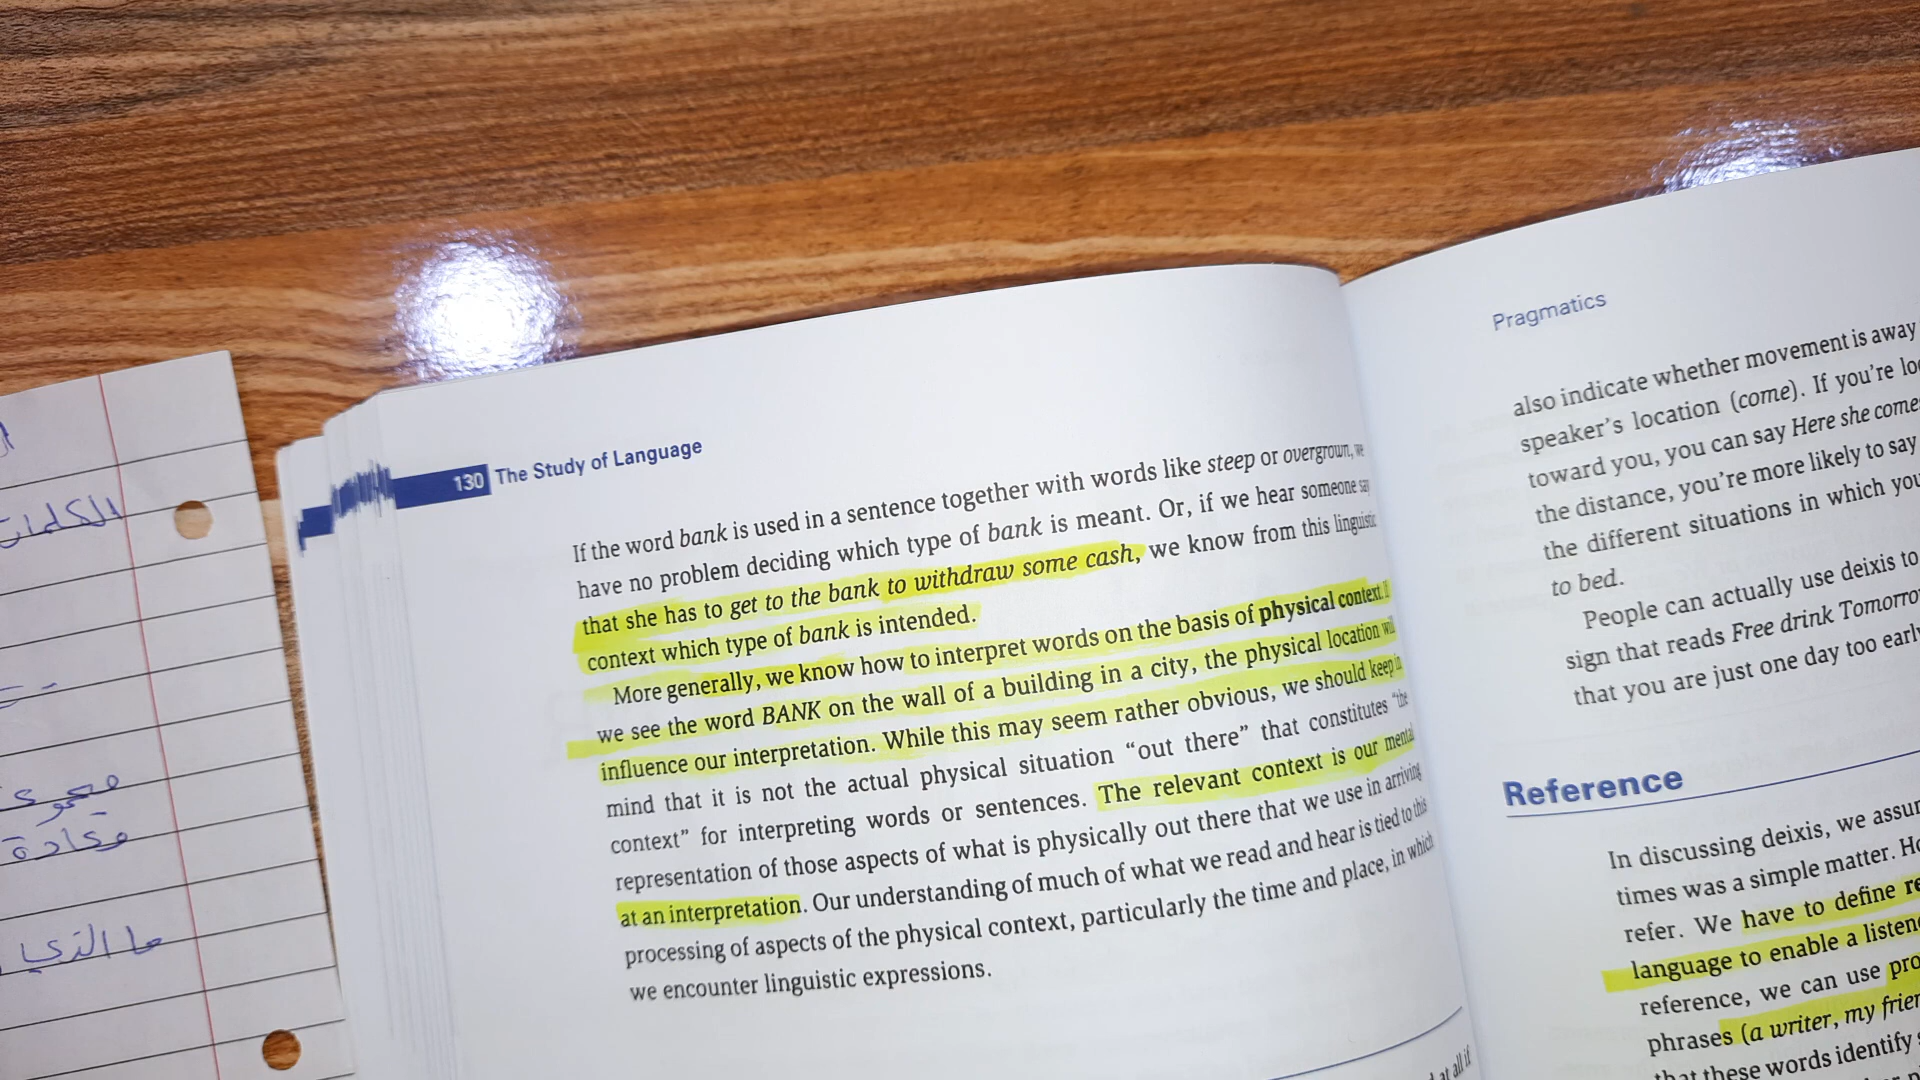 الكلمات
محوى
ما الذي
130 The Study of Language
If the word bank is used in a sentence together with words like steep or overgrown, we
have no problem deciding which type of bank is meant. Or, if we hear someone say
that she has to get to the bank to withdraw some cash, we know from this linguistic
context which type of bank is intended.
More generally, we know how to interpret words on the basis of physical context. If
we see the word BANK on the wall of a building in a city, the physical location will
influence our interpretation. While this may seem rather obvious, we should keep in
mind that it is not the actual physical situation “out there” that constitutes “the
context” for interpreting words or sentences. The relevant context is our mental
representation of those aspects of what is physically out there that we use in arriving
at an interpretation. Our understanding of much of what we read and hear is tied to this
processing of aspects of the physical context, particularly the time and place, in which
we encounter linguistic expressions.
at all if
Pragmatics
also indicate whether movement is away
speaker’s location (come). If you’re
toward you, you can say Here she
the distance, you’re more likely to say
the different situations in which
to bed.
People can actually use deixis to
sign that reads Free drink
that you are just one day too
Reference
In discussing deixis, we
times was a simple matter.
refer. We have to define
language to enable a
reference, we can use
phrases (a writer, my
that these words identify